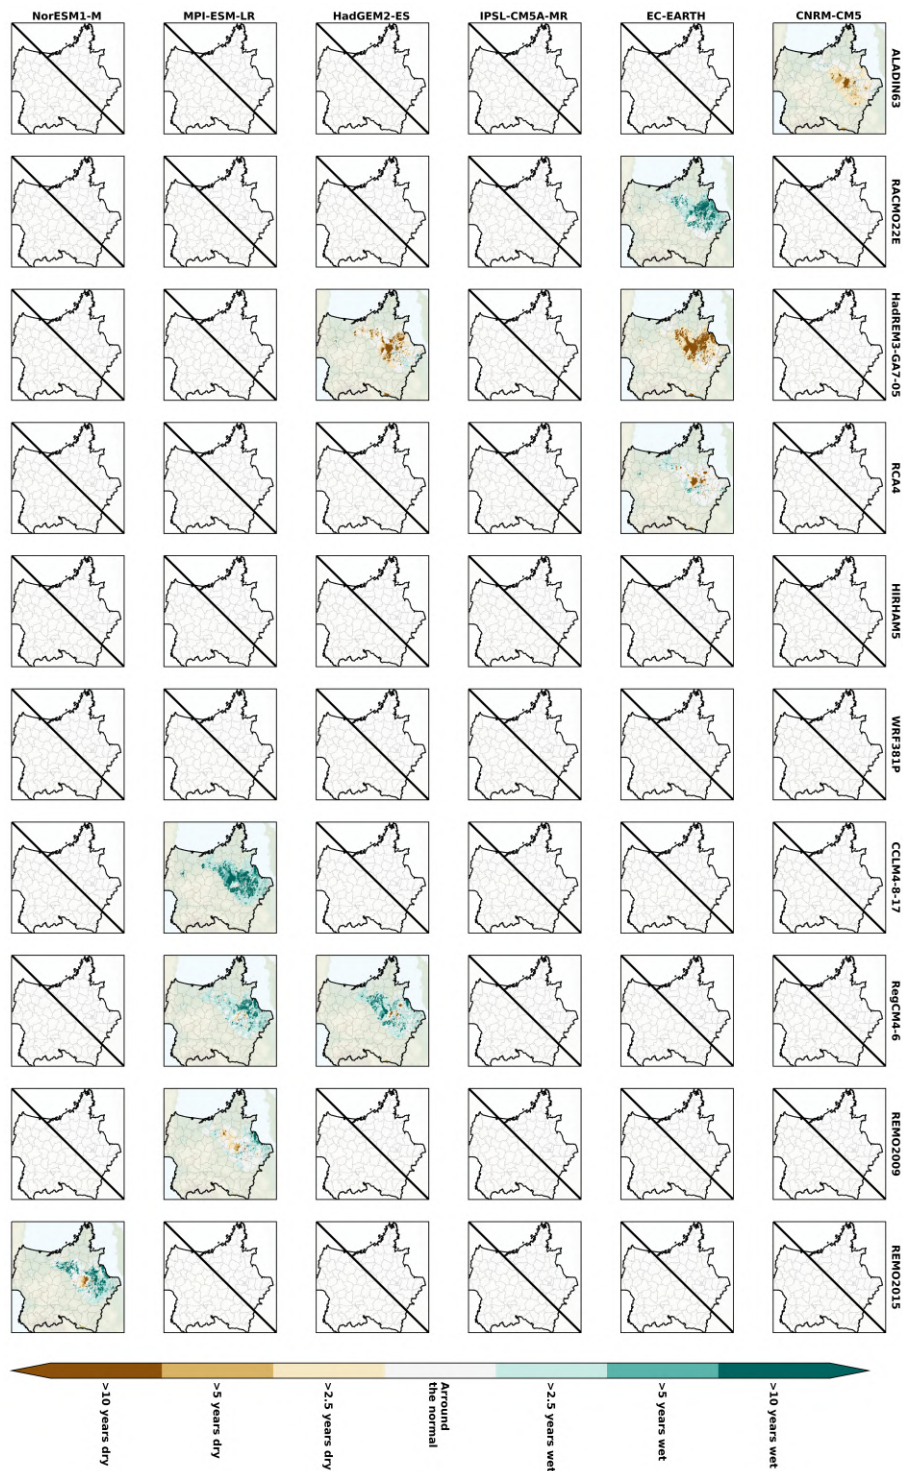 NorESM1-M
MPI-ESM-LR
HadGEM2-ES
IPSL-CM5A-MR
EC-EARTH
CNRM-CM5
ALADIN63
RACMO22E
HadREM3-GA7-05
RCA4
HIRHAM5
WRF381P
CCLM4-8-17
RegCM4-6
REMO2009
REMO2015
>10 years dry
>5 years dry
>2.5 years dry
Arround
the normal
>2.5 years wet
>5 years wet
>10 years wet